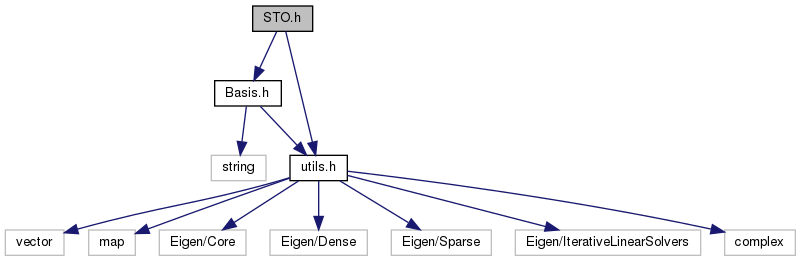 STO.h
Basis.h
string
utils.h
vector
map
Eigen/Core
Eigen/Dense
Eigen/Sparse
Eigen/IterativeLinearSolvers
complex